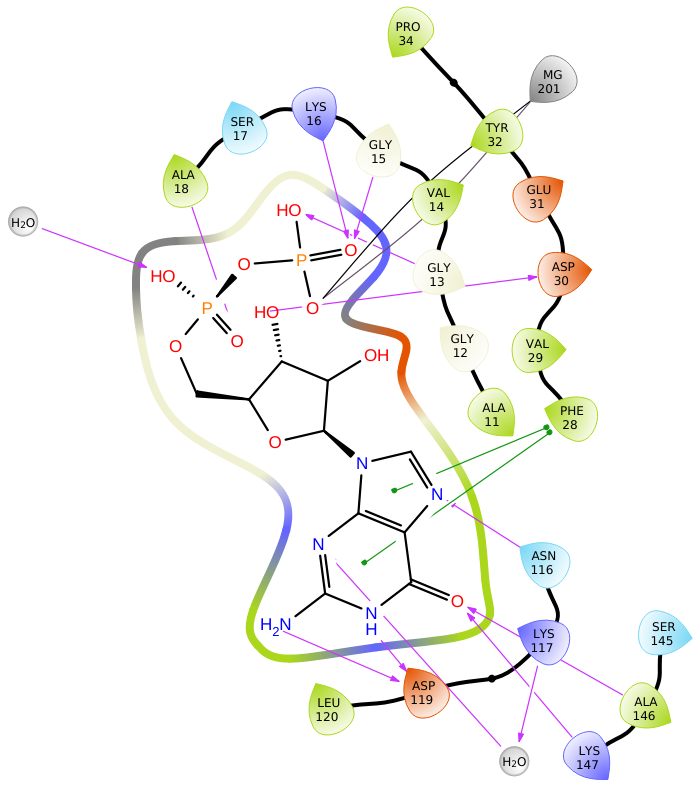 PRO
34
MG
201
LYS
16
SER
17
TYR
32
GLY
15
ALA
18
VAL
14
GLU
31
H₂O
HO
O
P
O
HO
O
GLY
13
ASP
30
P
O
HO
O
O
GLY
12
VAL
29
OH
ALA
11
PHE
28
O
N
N
N
ASN
116
O
N
H
H₂N
LYS
117
SER
145
ASP
119
LEU
120
ALA
146
H₂O
LYS
147